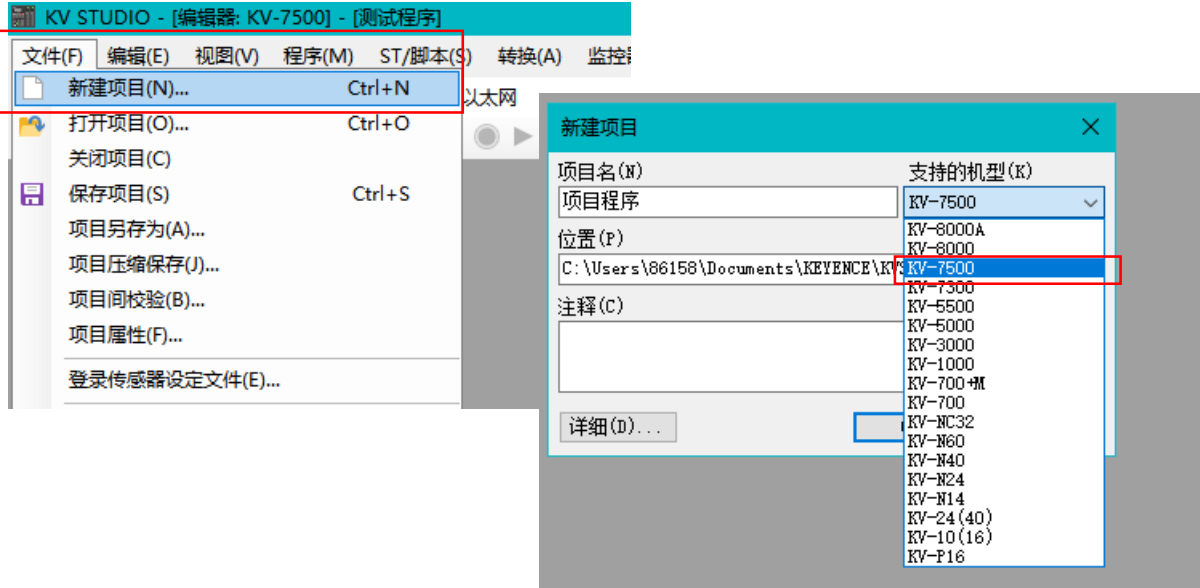 KV STUDIO - [编辑器: KV-7500] - [测试程序]
文件(F) 编辑(E) 视图(V) 程序(M) ST/脚本(S) 转换(A) 监控
新建项目(N)... Ctrl+N
以太网
打开项目(O)... Ctrl+O
关闭项目(C)
保存项目(S) Ctrl+S
项目另存为(A)...
项目压缩保存(J)...
项目间校验(B)...
项目属性(F)...
登录传感器设定文件(E)...
新建项目
项目名(N) 支持的机型(K)
项目程序 KV-7500
位置(P)
C:\Users\86158\Documents\KEYENCE\KVS
注释(C)
详细(D)...
KV-8000A
KV-8000
KV-7500
KV-7300
KV-5500
KV-5000
KV-3000
KV-1000
KV-700+M
KV-700
KV-NC32
KV-N60
KV-N40
KV-N24
KV-N14
KV-24(40)
KV-10(16)
KV-P16